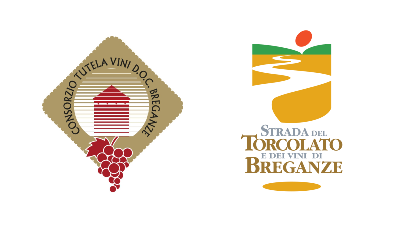 CONSORZIO TUTELA VINI D.O.C. BREGANZE
STRADA DEL
TORCOLATO
E DEI VINI DI
BREGANZE